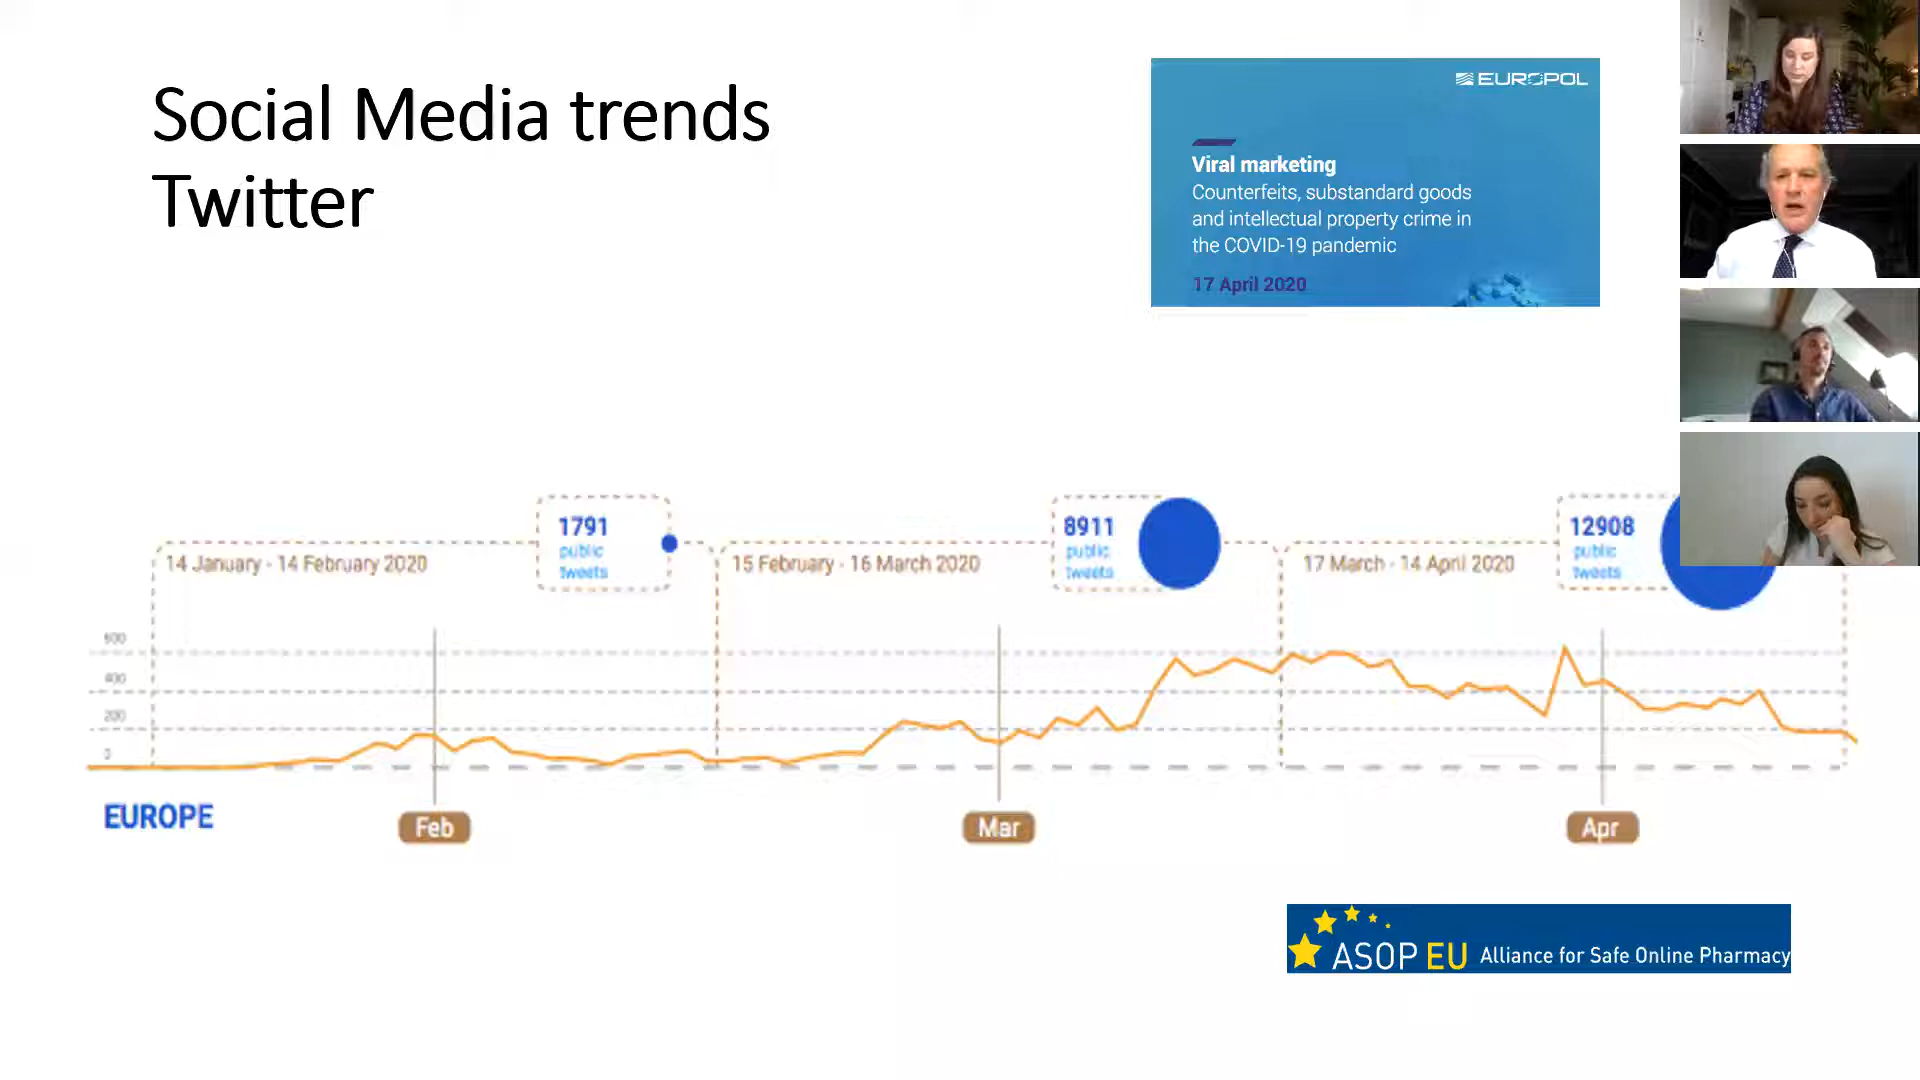 Social Media trends
Twitter
EUROPOL
Viral marketing
Counterfeits, substandard goods
and intellectual property crime in
the COVID-19 pandemic
17 April 2020
14 January - 14 February 2020
1791
public
tweets
15 February - 16 March 2020
8911
public
tweets
17 March - 14 April 2020
12908
public
tweets
600
400
200
0
EUROPE
Feb
Mar
Apr
ASOP EU Alliance for Safe Online Pharmacy